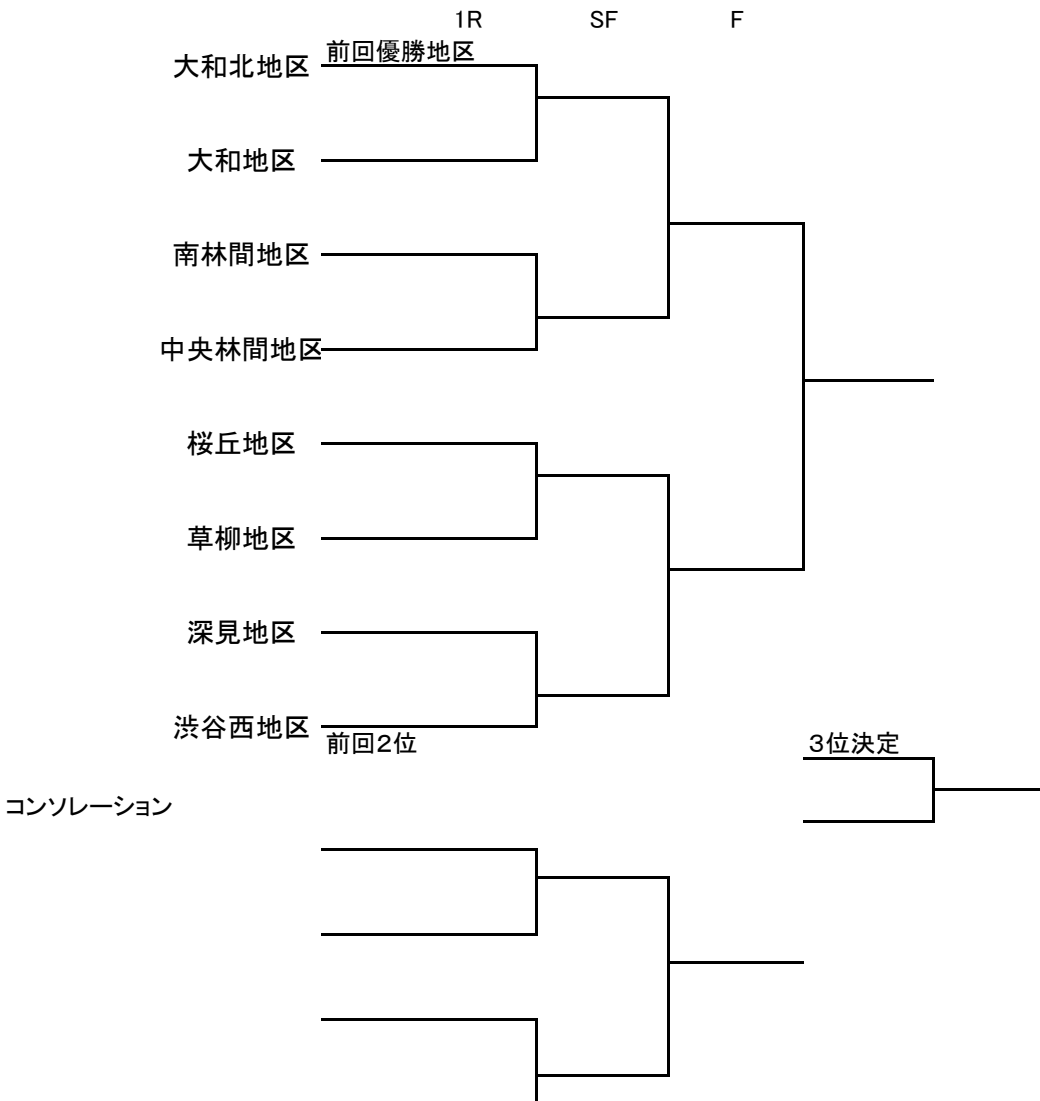 1R SF F
前回優勝地区
大和北地区
大和地区
南林間地区
中央林間地区
桜丘地区
草柳地区
深見地区
渋谷西地区
前回2位
3位決定
コンソレーション